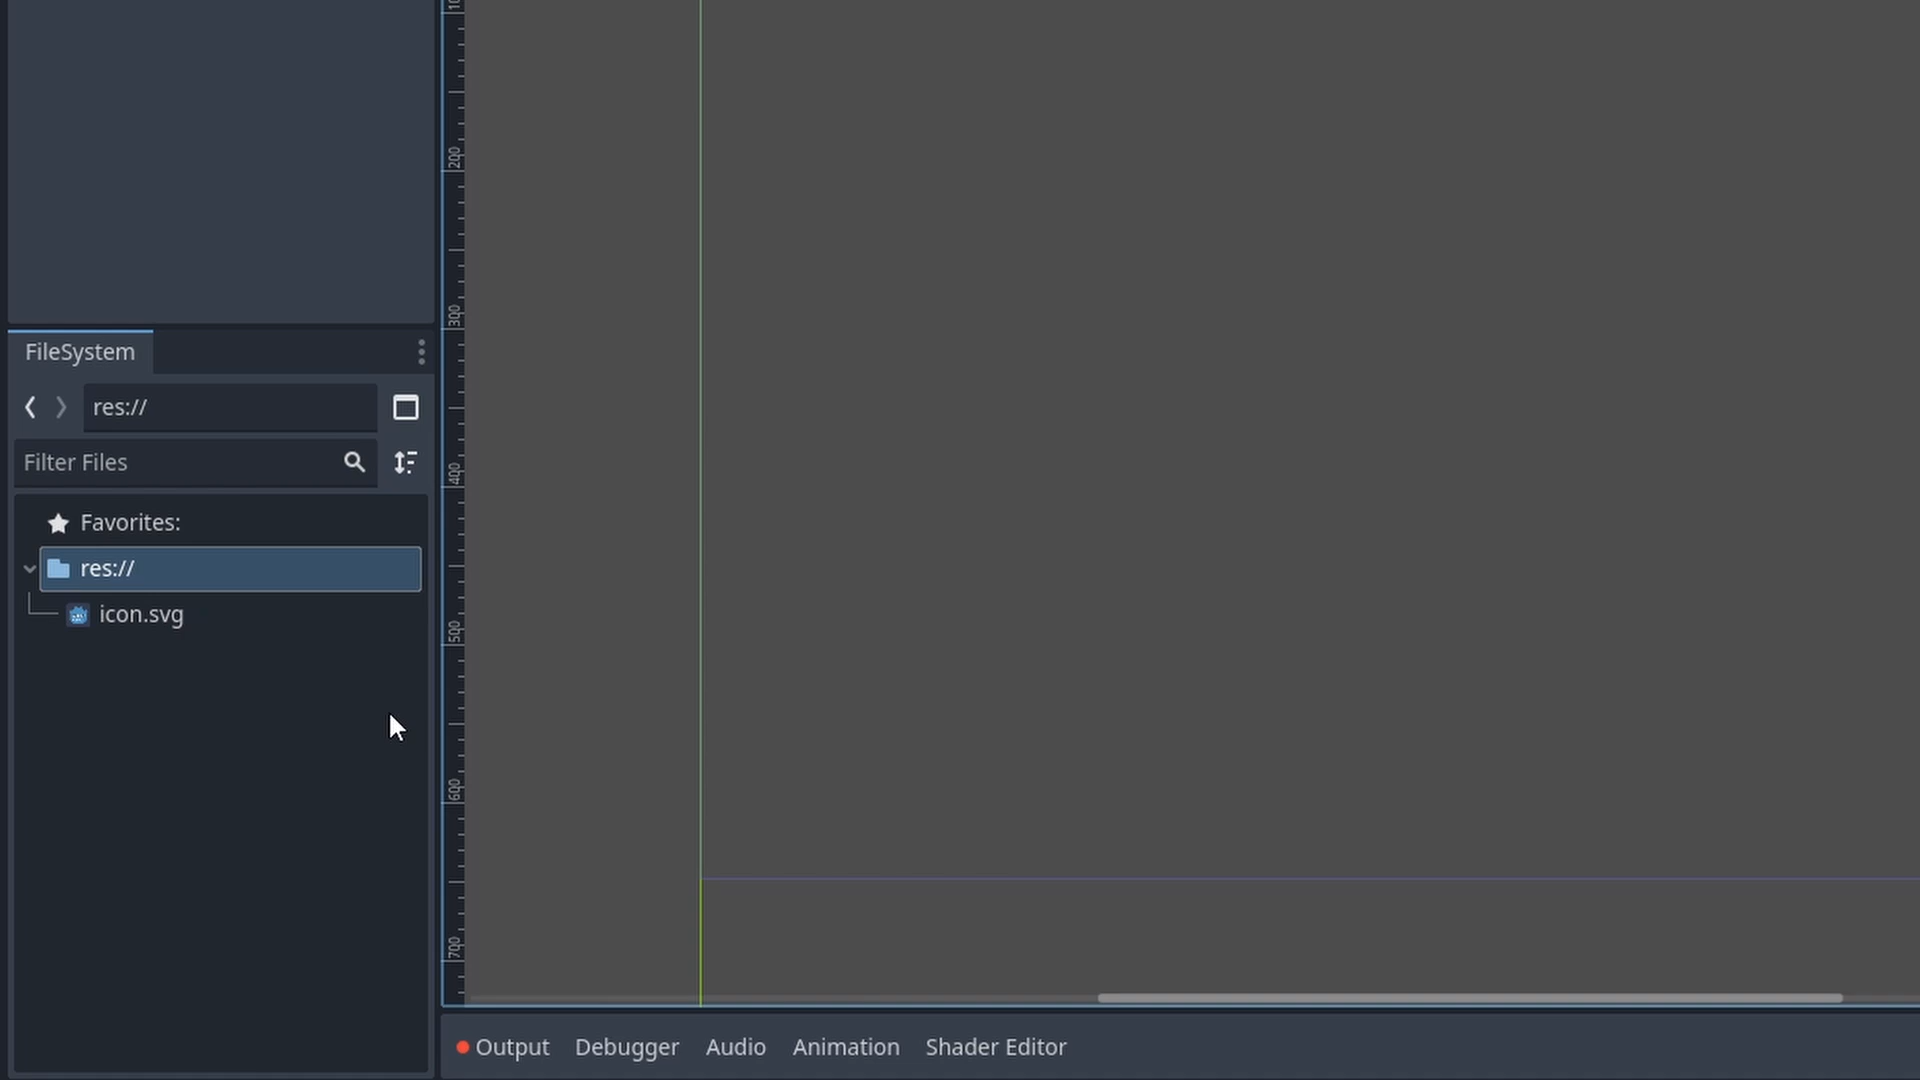 FileSystem
res://
Filter Files
Favorites:
res://
icon.svg
200
300
400
500
600
700
Output Debugger Audio Animation Shader Editor